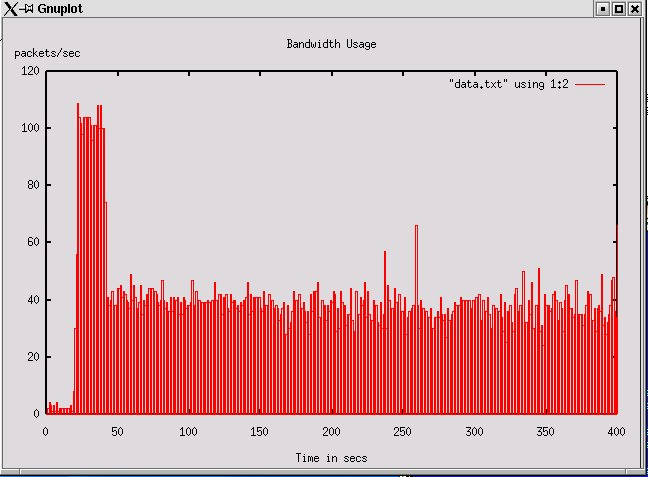 Gnuplot
Bandwidth Usage
packets/sec
120
"data.txt" using 1:2
100
80
60
40
20
0
0 50 100 150 200 250 300 350 400
Time in secs